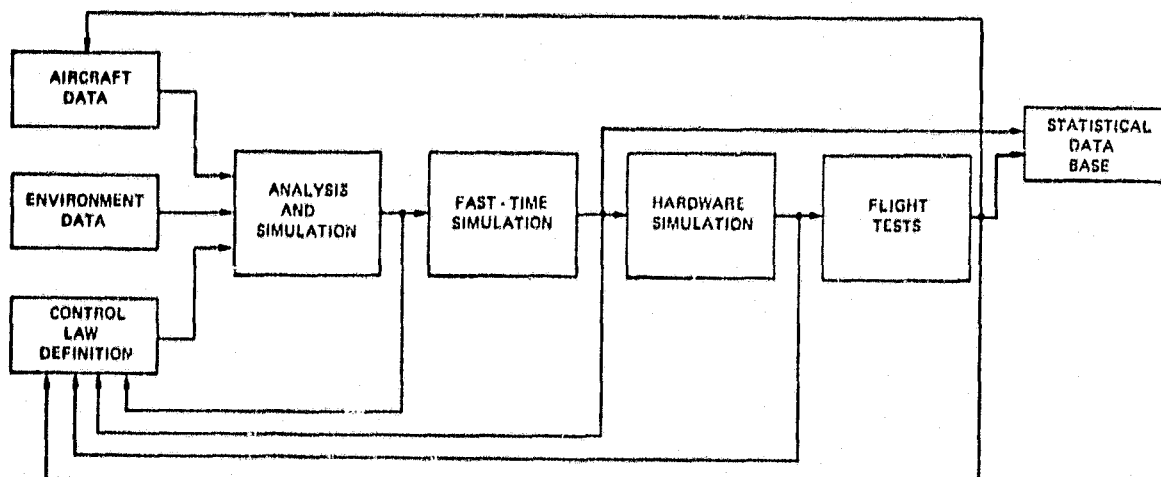 AIRCRAFT
DATA
ENVIRONMENT
DATA
CONTROL
LAW
DEFINITION
ANALYSIS
AND
SIMULATION
FAST-TIME
SIMULATION
HARDWARE
SIMULATION
FLIGHT
TESTS
STATISTICAL
DATA
BASE